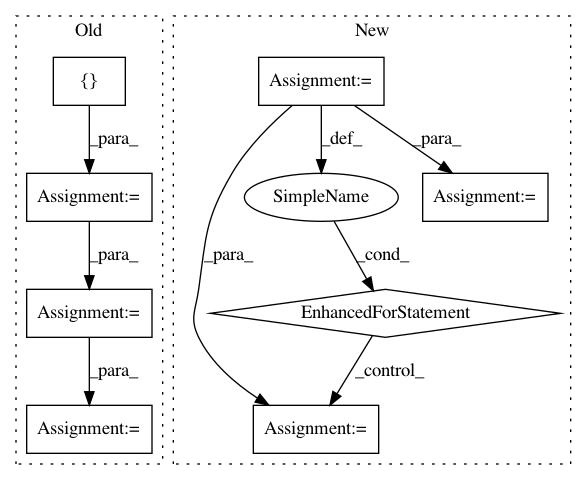 Old
New
{}
Assignment:=
_para_
_def_
_para_
Assignment:=
SimpleName
Assignment:=
_para_
_para_
_cond_
Assignment:=
EnhancedForStatement
_para_
_control_
Assignment:=
Assignment:=